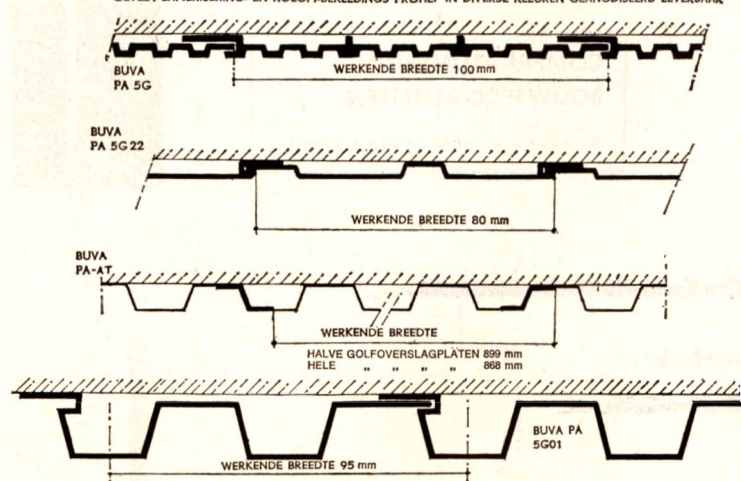 BUVA
PA 5G
WERKENDE BREEDTE 100 mm
BUVA
PA 5G22
WERKENDE BREEDTE 80 mm
BUVA
PA-AT
WERKENDE BREEDTE
HALVE GOLFOVERSLAGPLATEN 899 mm
HELE „ „ „ „ 868 mm
BUVA PA
5G01
WERKENDE BREEDTE 95 mm